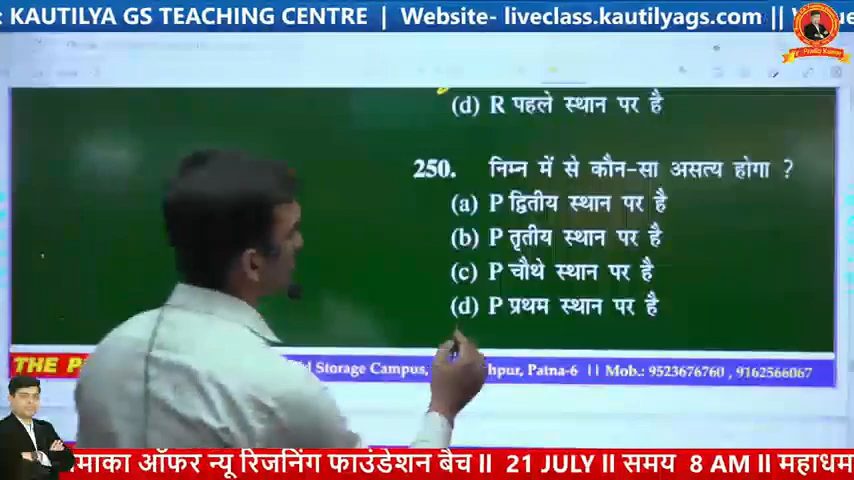 : KAUTILYA GS TEACHING CENTRE | Website- liveclass.kautilyags.com ||
(d) R पहले स्थान पर है
250. निम्न में से कौन-सा असत्य होगा ?
(a) P द्वितीय स्थान पर है
(b) P तृतीय स्थान पर है
(c) P चौथे स्थान पर है
(d) P प्रथम स्थान पर है
THE P
Storage Campus, hpur, Patna-6 || Mob.: 9523676760 , 9162566067
माका ऑफर न्यू रिजनिंग फाउंडेशन बैच ॥ 21 JULY ॥ समय 8 AM ॥ महाधम